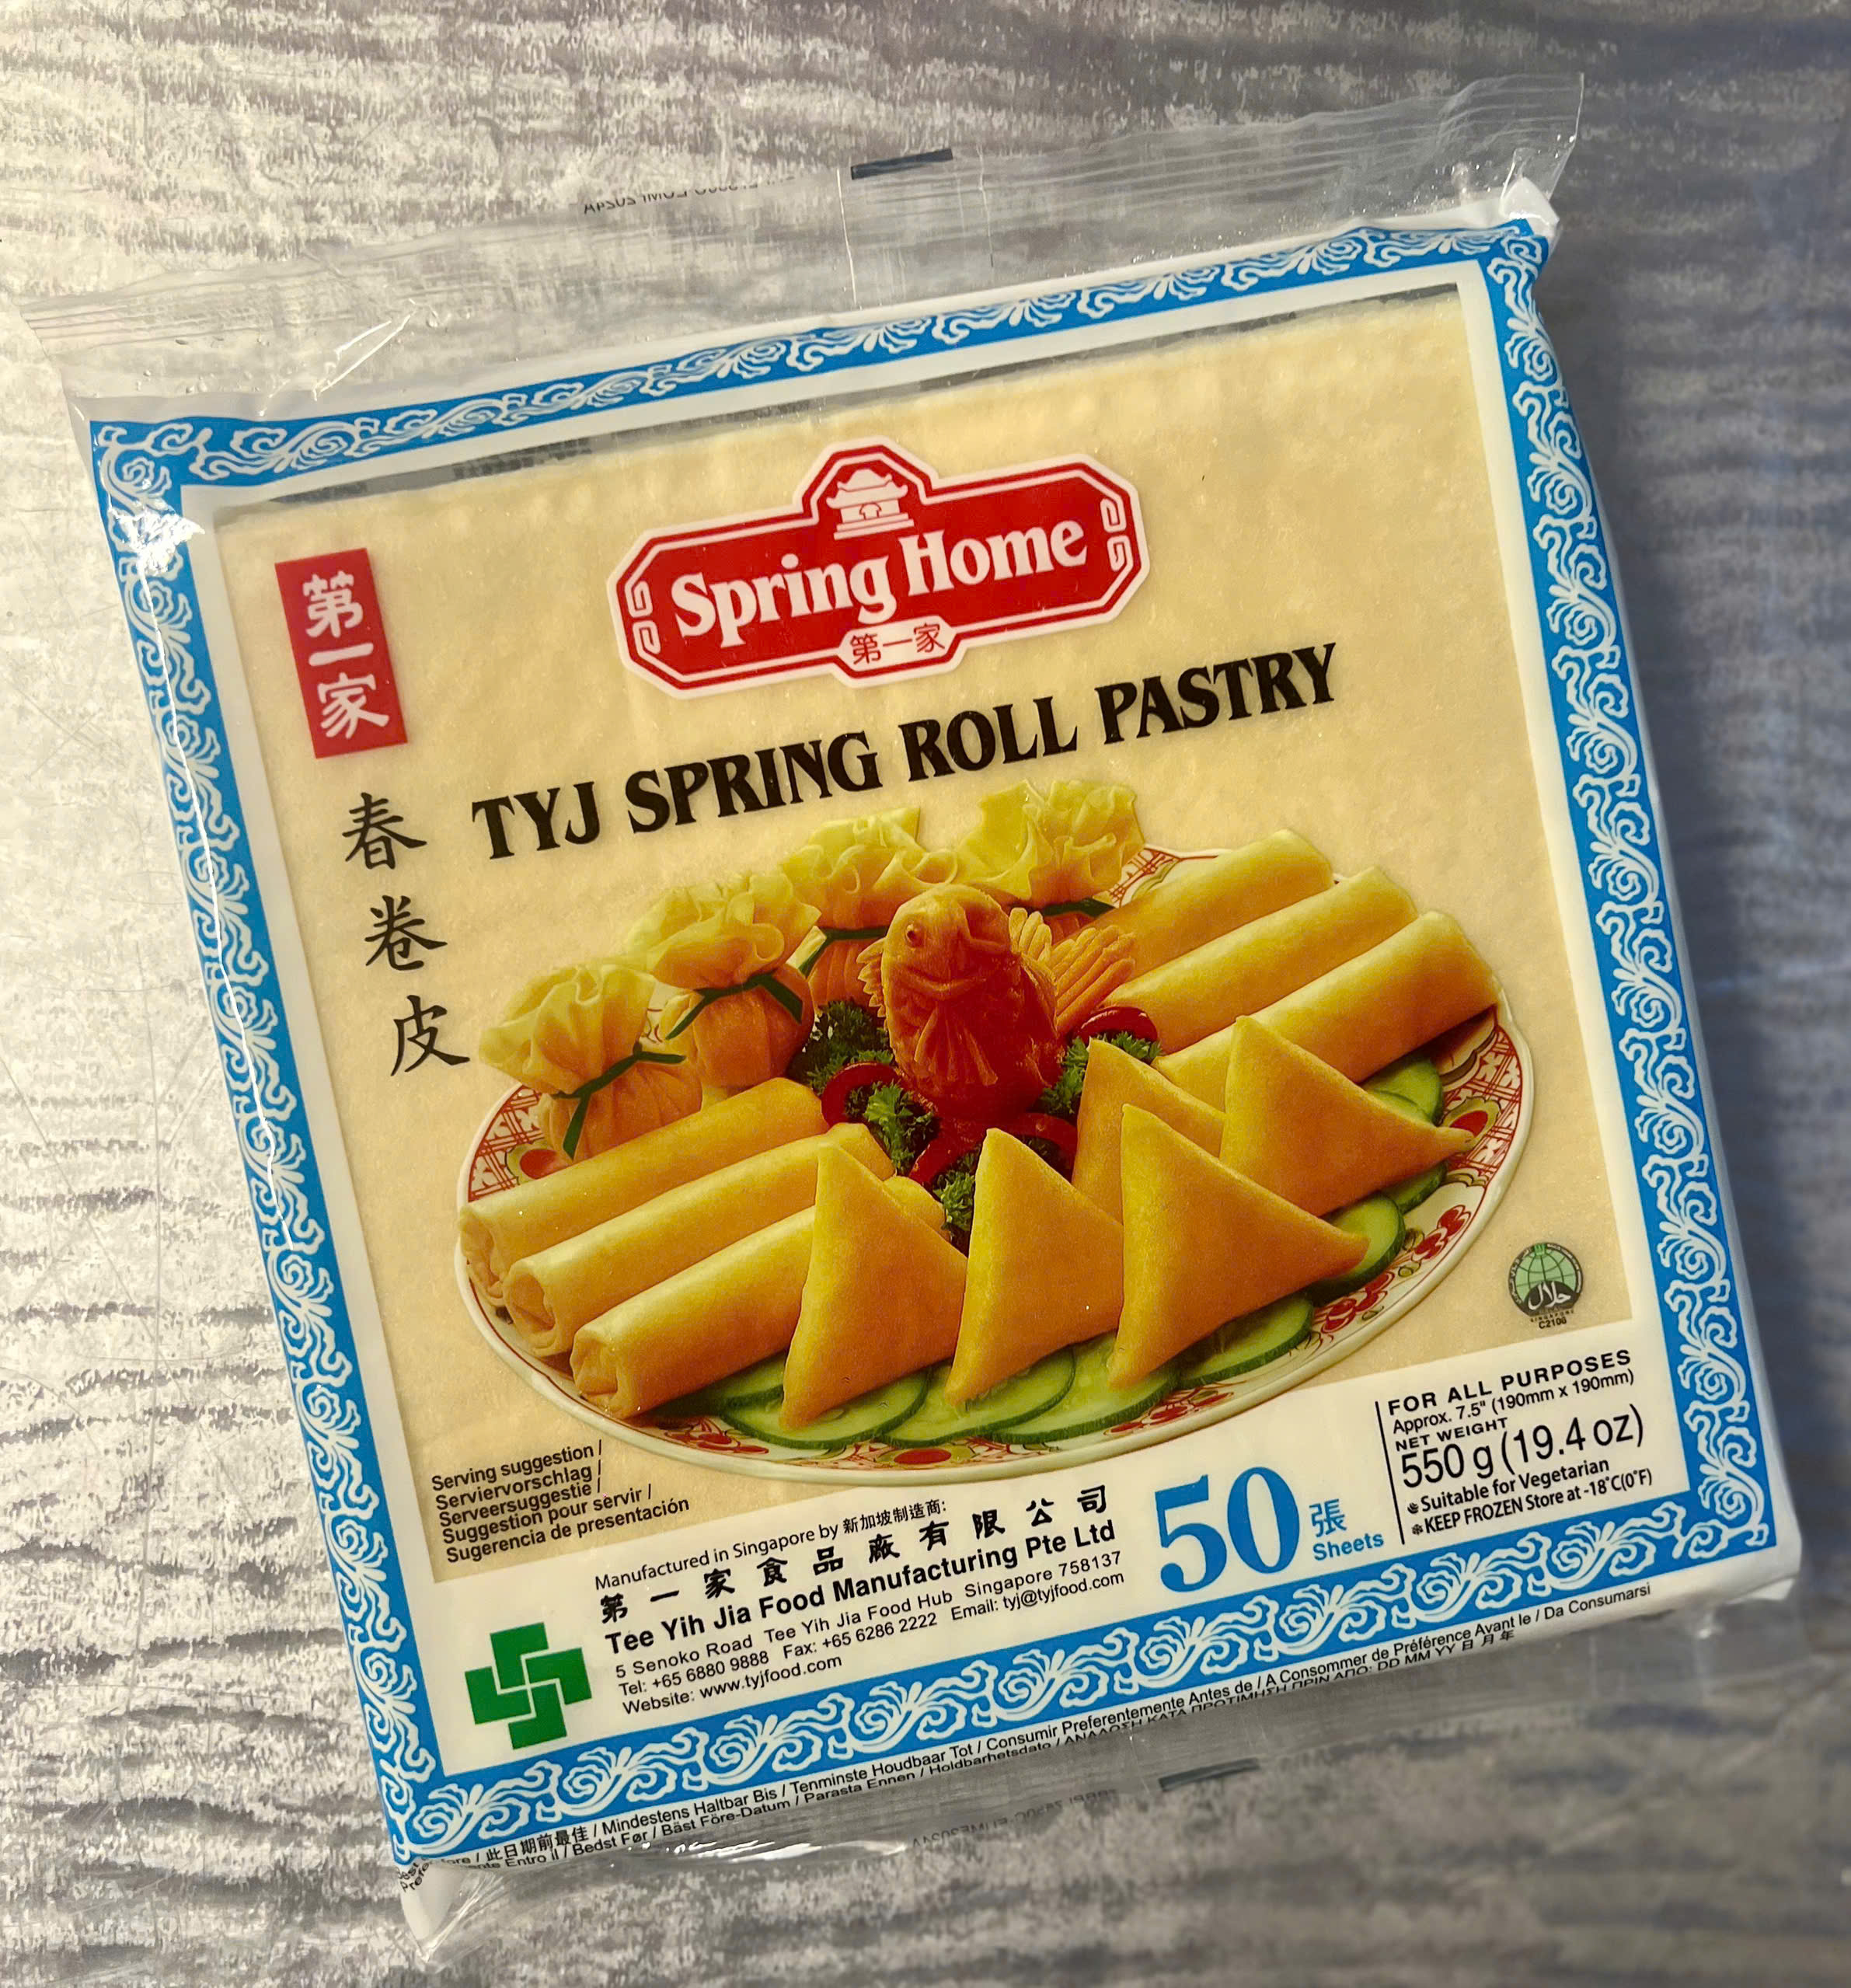 第一家
春卷皮
Spring Home
第一家
TYJ SPRING ROLL PASTRY
SINGAPORE
FOR ALL PURPOSES
Approx. 7.5" (190mm x 190mm)
NET WEIGHT
550 g (19.4 oz)
Suitable for Vegetarian
KEEP FROZEN Store at -18°C(0°F)
50 張
Sheets
Serving suggestion /
Serviervorschlag /
Serveersuggestie /
Suggestion pour servir /
Sugerencia de presentación
Manufactured in Singapore by 新加坡制造商:
第一家食品廠有限公司
Tee Yih Jia Food Manufacturing Pte Ltd
5 Senoko Road Tee Yih Jia Food Hub Singapore 758137
Tel: +65 6880 9888 Fax: +65 6286 2222 Email: tyj@tyjfood.com
Website: www.tyjfood.com
/ 此日期前最佳 / Mindestens Haltbar Bis / Tenminste Houdbaar Tot / Consumir Preferentemente Antes de / A Consommer de Préférence Avant le / Da Consumarsi
Entro il / Bedst Før / Bäst Före-Datum / Parasta Ennen / Holdbarhetsdato / ΑΝΑΛΩΣΗ ΚΑΤΑ ΠΡΟΤΙΜΗΣΗ ΠΡΙΝ ΑΠΟ: DD MM YY 日 月 年